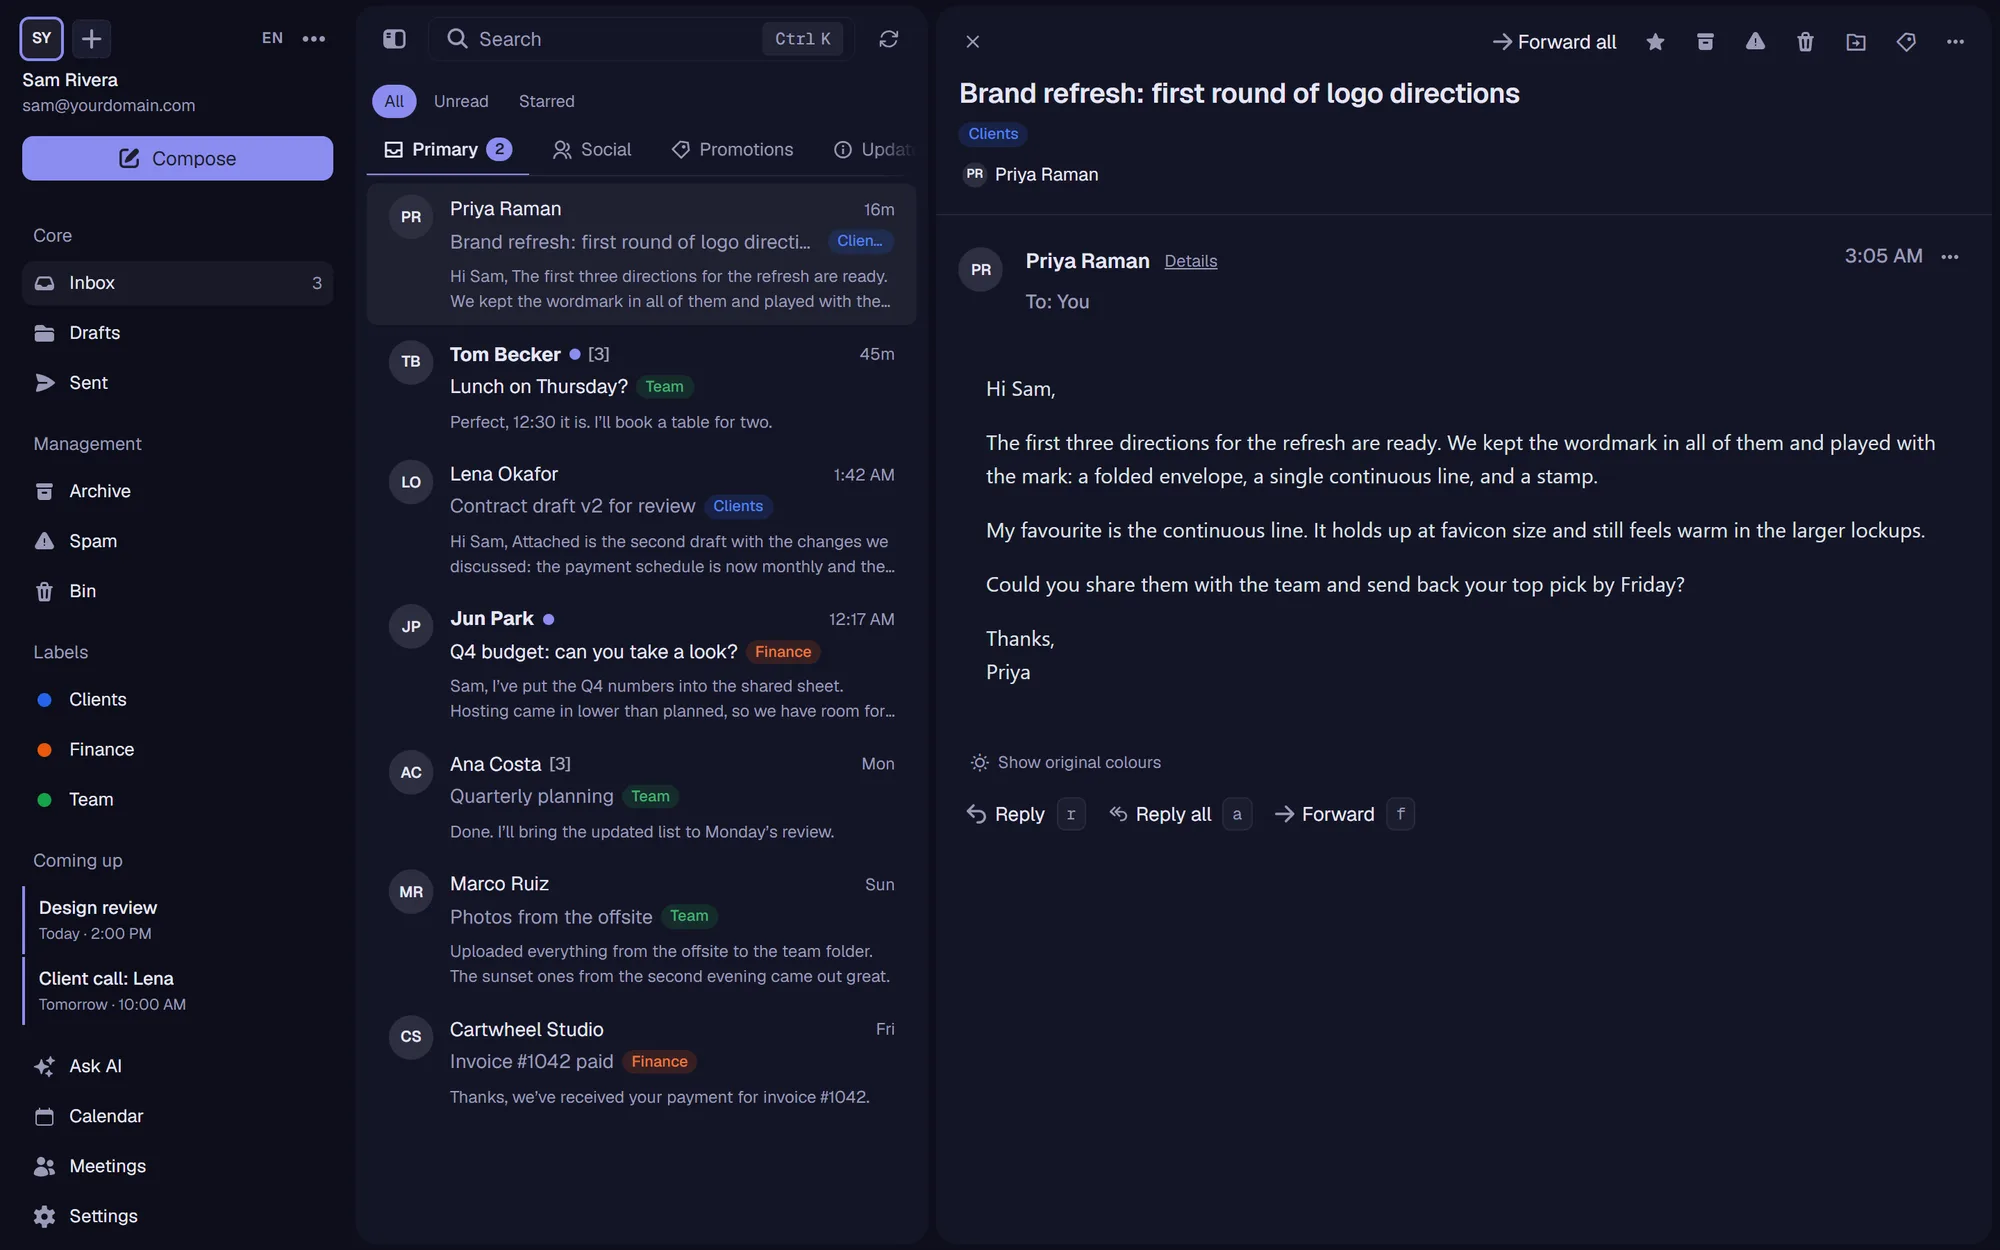 SY
EN
Sam Rivera
sam@yourdomain.com
Compose
Core
Inbox 3
Drafts
Sent
Management
Archive
Spam
Bin
Labels
Clients
Finance
Team
Coming up
Design review
Today · 2:00 PM
Client call: Lena
Tomorrow · 10:00 AM
Ask AI
Calendar
Meetings
Settings
Search Ctrl K
All Unread Starred
Primary 2 Social Promotions Updat
PR Priya Raman 16m
Brand refresh: first round of logo directi... Clien...
Hi Sam, The first three directions for the refresh are ready.
We kept the wordmark in all of them and played with the...
TB Tom Becker [3] 45m
Lunch on Thursday? Team
Perfect, 12:30 it is. I'll book a table for two.
LO Lena Okafor 1:42 AM
Contract draft v2 for review Clients
Hi Sam, Attached is the second draft with the changes we
discussed: the payment schedule is now monthly and the...
JP Jun Park 12:17 AM
Q4 budget: can you take a look? Finance
Sam, I've put the Q4 numbers into the shared sheet.
Hosting came in lower than planned, so we have room for...
AC Ana Costa [3] Mon
Quarterly planning Team
Done. I'll bring the updated list to Monday's review.
MR Marco Ruiz Sun
Photos from the offsite Team
Uploaded everything from the offsite to the team folder.
The sunset ones from the second evening came out great.
CS Cartwheel Studio Fri
Invoice #1042 paid Finance
Thanks, we've received your payment for invoice #1042.
Forward all
Brand refresh: first round of logo directions
Clients
PR Priya Raman
PR Priya Raman Details 3:05 AM
To: You
Hi Sam,
The first three directions for the refresh are ready. We kept the wordmark in all of them and played with
the mark: a folded envelope, a single continuous line, and a stamp.
My favourite is the continuous line. It holds up at favicon size and still feels warm in the larger lockups.
Could you share them with the team and send back your top pick by Friday?
Thanks,
Priya
Show original colours
Reply r Reply all a Forward f